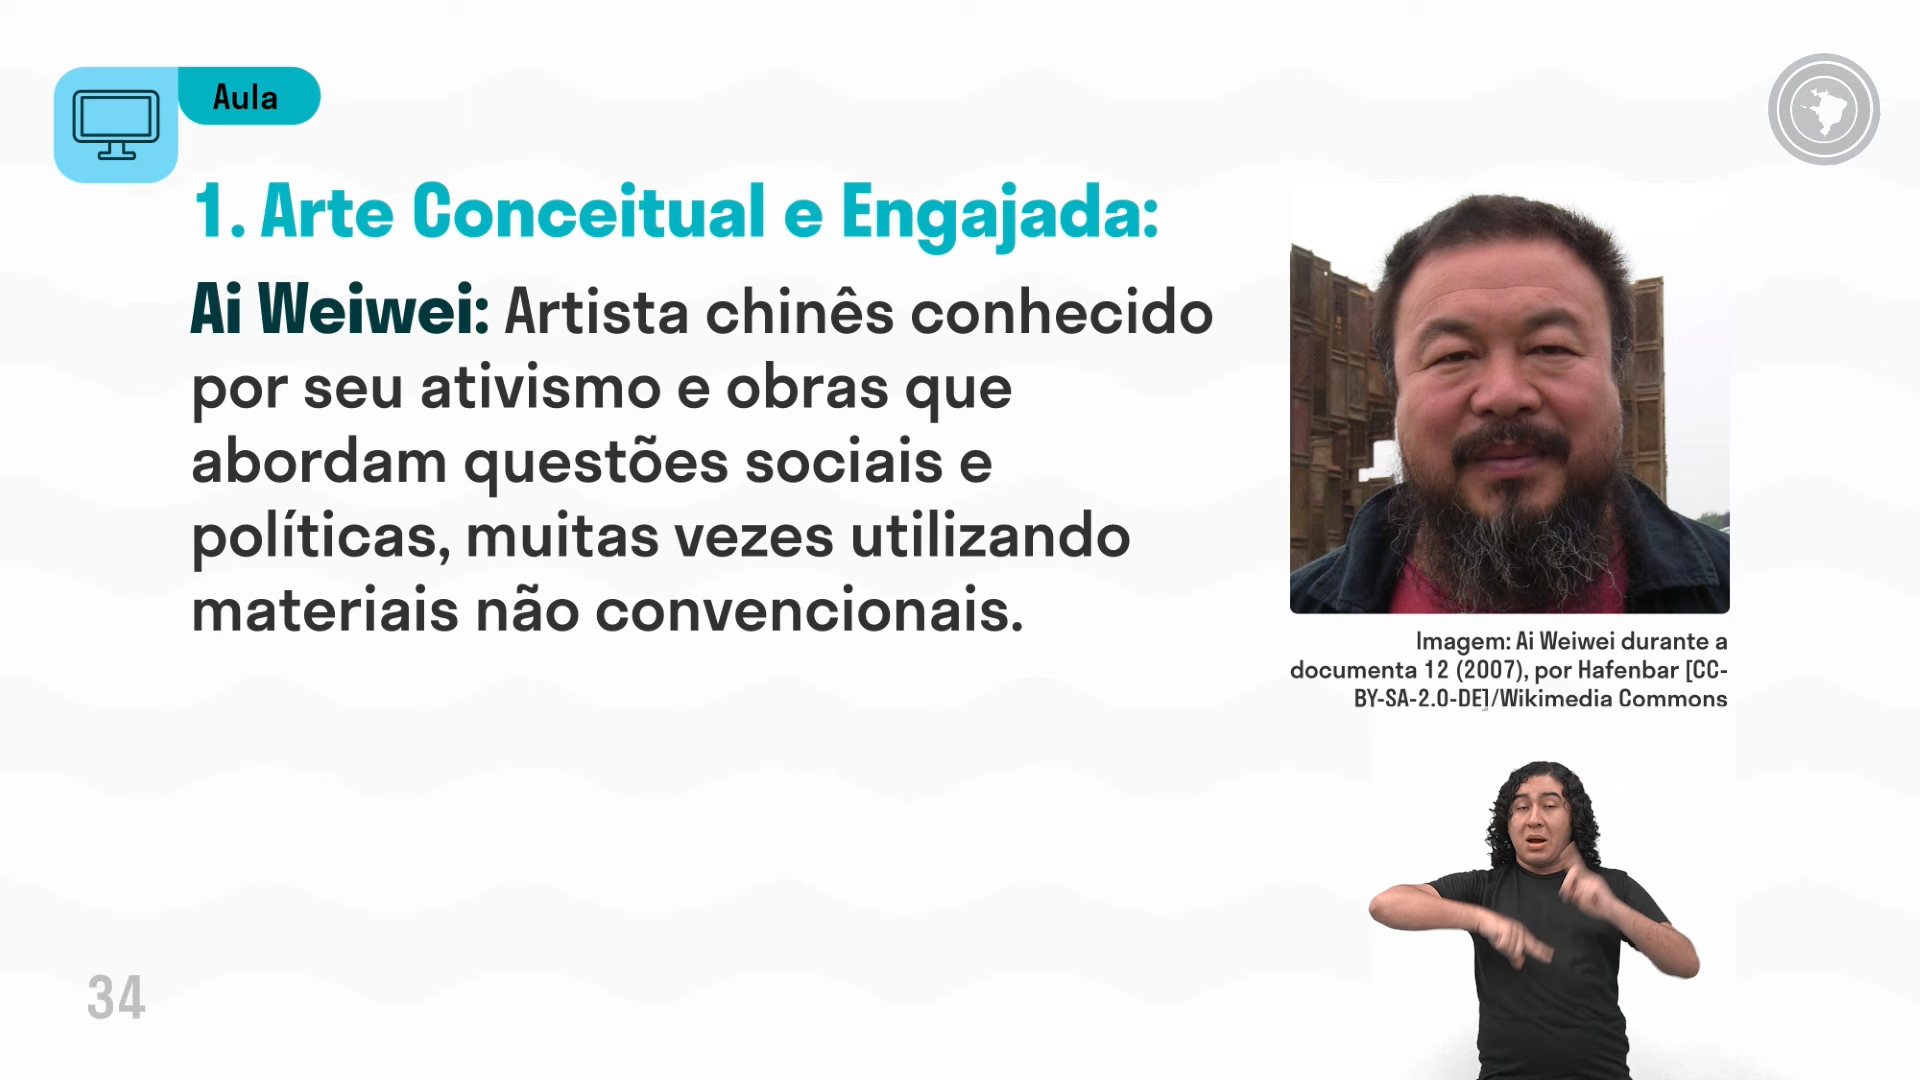 Aula
1. Arte Conceitual e Engajada:
Ai Weiwei: Artista chinês conhecido
por seu ativismo e obras que
abordam questões sociais e
políticas, muitas vezes utilizando
materiais não convencionais.
Imagem: Ai Weiwei durante a
documenta 12 (2007), por Hafenbar [CC-
BY-SA-2.0-DE]/Wikimedia Commons
34